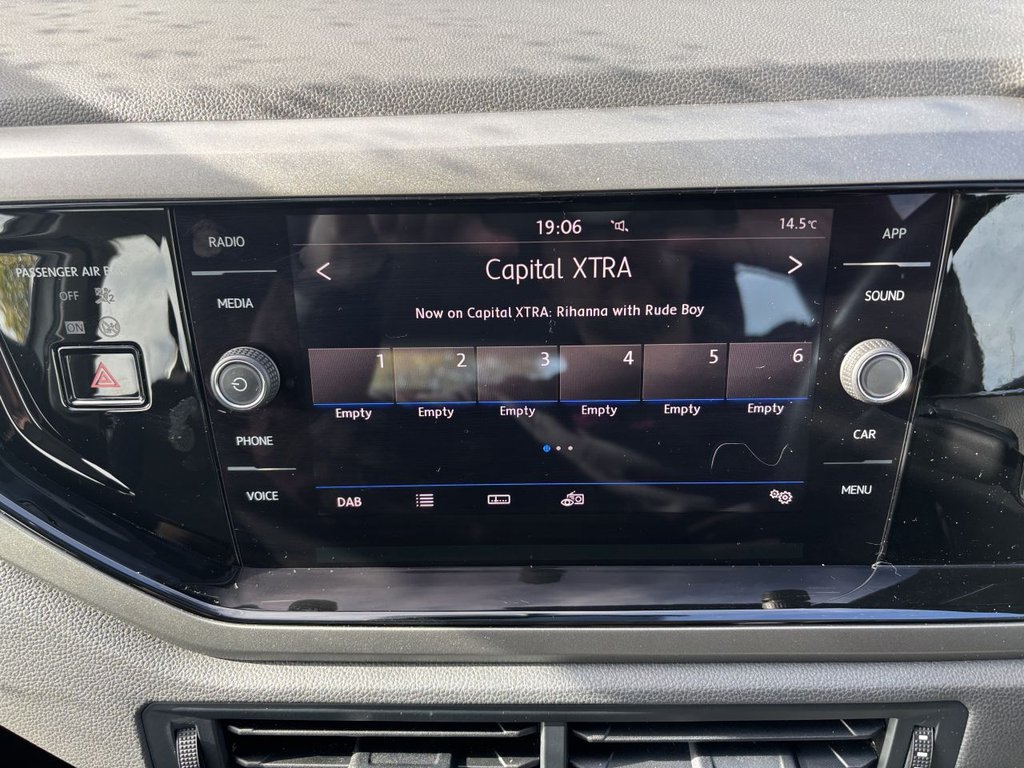 19:06
14.5°C
RADIO
APP
Capital XTRA
PASSENGER AIR BAG
OFF
MEDIA
SOUND
Now on Capital XTRA: Rihanna with Rude Boy
ON
1 2 3 4 5 6
Empty Empty Empty Empty Empty Empty
PHONE
CAR
VOICE
DAB
MENU